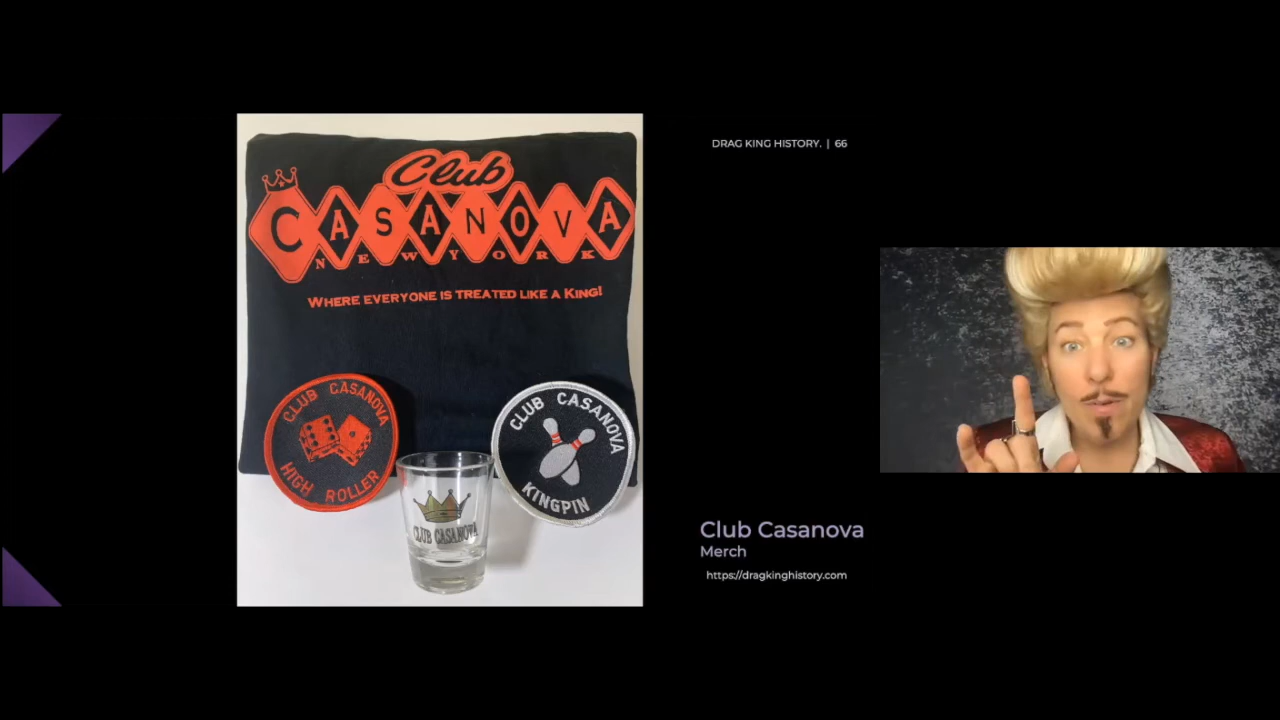 Club
CASANOVA
NEW YORK
WHERE EVERYONE IS TREATED LIKE A KING!
CLUB CASANOVA
HIGH ROLLER
CLUB CASANOVA
KINGPIN
CLUB CASANOVA
DRAG KING HISTORY. | 66
Club Casanova
Merch
https://dragkinghistory.com